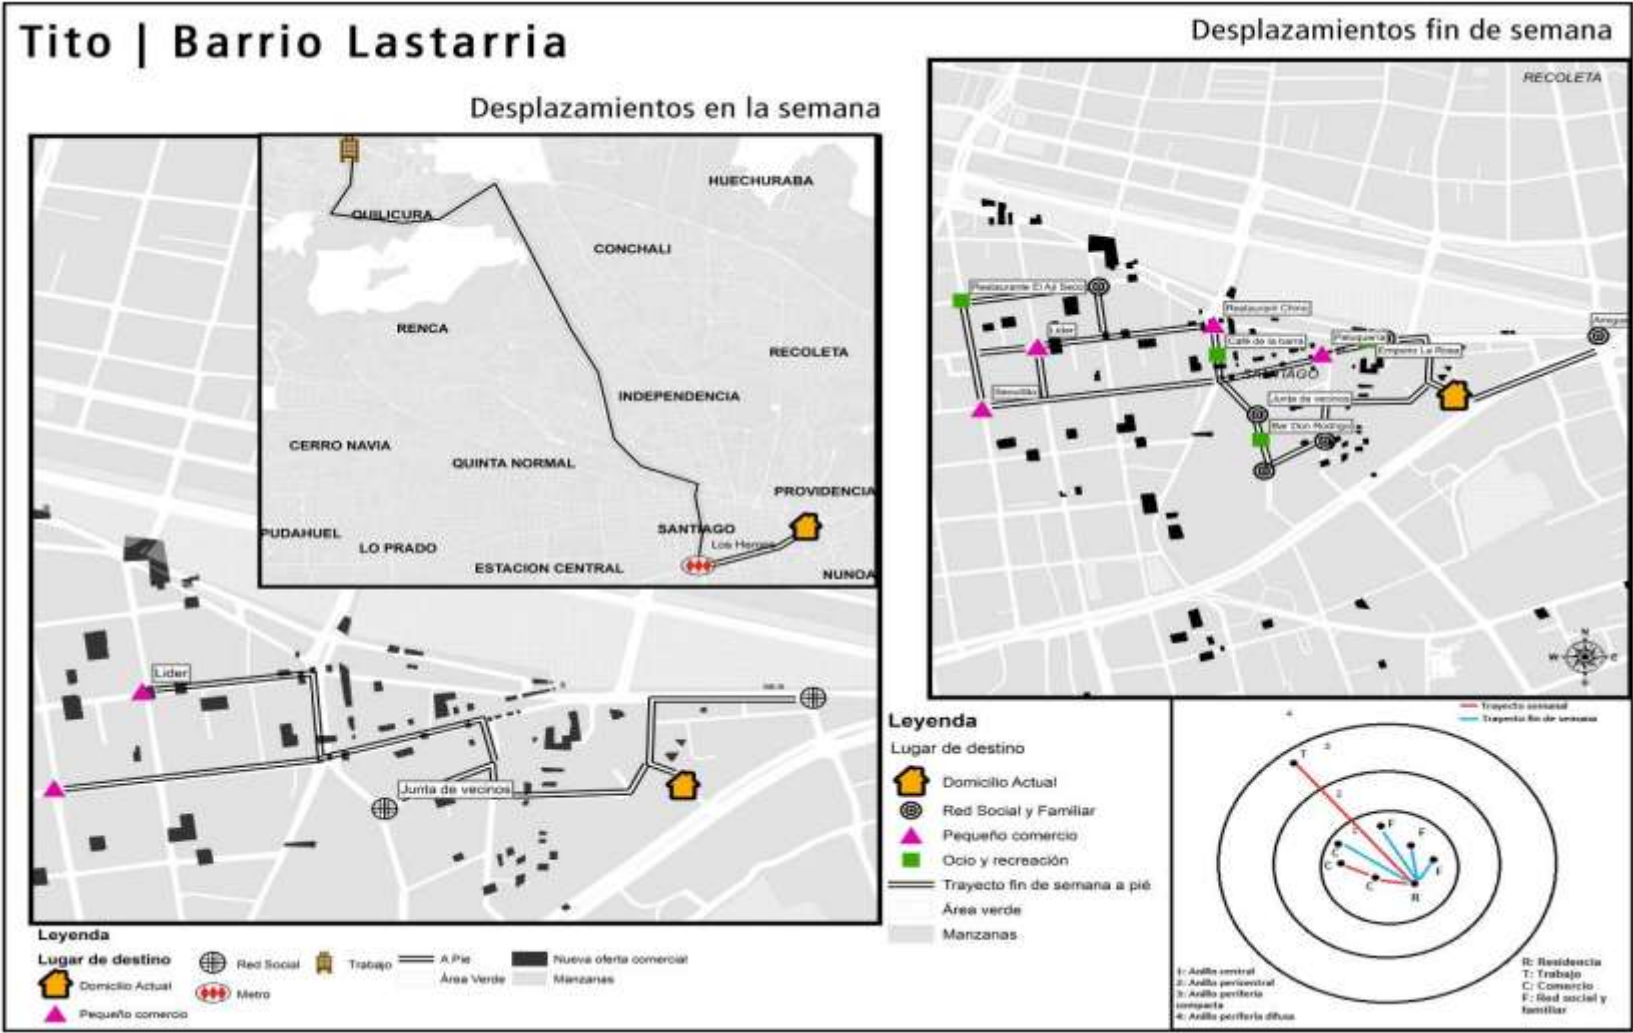 Tito | Barrio Lastarria
Desplazamientos en la semana
Desplazamientos fin de semana
HUECHURABA
QUILICURA
CONCHALI
RENCA
RECOLETA
INDEPENDENCIA
CERRO NAVIA
QUINTA NORMAL
PROVIDENCIA
PUDAHUEL
SANTIAGO
LO PRADO
Los Heroes
ESTACION CENTRAL
NUNOA
Lider
Junta de vecinos
RECOLETA
Restaurante El Aji Seco
Restaurant Chino
Lider
Café de la barra
Peluqueria
Emporio La Rosa
SANTIAGO
Junta de vecinos
Bar Don Rodrigo
N
W
E
S
Leyenda
Lugar de destino
Domicilio Actual
Red Social y Familiar
Pequeño comercio
Ocio y recreación
Trayecto fin de semana a pié
Área verde
Manzanas
Leyenda
Lugar de destino
Domicilio Actual
Pequeño comercio
Red Social
Metro
Trabajo
A Pie
Área Verde
Nueva oferta comercial
Manzanas
Trayecto semanal
Trayecto fin de semana
4
3
T
2
1
F
F
C
F
C
C
R
1: Anillo central
2: Anillo pericentral
3: Anillo periferia
compacta
4: Anillo periferia difusa
R: Residencia
T: Trabajo
C: Comercio
F: Red social y
familiar